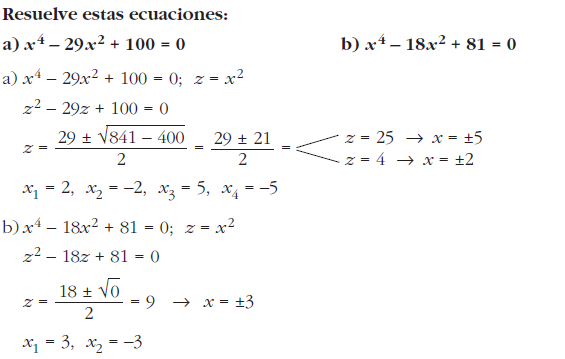 Resuelve estas ecuaciones:
a) x⁴ – 29x² + 100 = 0    b) x⁴ – 18x² + 81 = 0
a) x⁴ – 29x² + 100 = 0;  z = x²
z² – 29z + 100 = 0
z = (29 ± √(841 – 400))/2 = (29 ± 21)/2 =
z = 25 → x = ±5
z = 4 → x = ±2
x₁ = 2,  x₂ = –2,  x₃ = 5,  x₄ = –5
b) x⁴ – 18x² + 81 = 0;  z = x²
z² – 18z + 81 = 0
z = (18 ± √0)/2 = 9 → x = ±3
x₁ = 3,  x₂ = –3